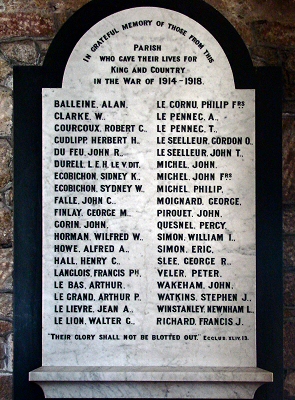 IN GRATEFUL MEMORY OF THOSE FROM THIS
PARISH
WHO GAVE THEIR LIVES FOR
KING AND COUNTRY
IN THE WAR OF 1914-1918.
BALLEINE, ALAN.
CLARKE, W..
COURCOUX, ROBERT C..
CUDLIPP, HERBERT H..
DU FEU, JOHN R..
DURELL, L.E.H. LE V. DIT.
ECOBICHON, SIDNEY K..
ECOBICHON, SYDNEY W.
FALLE, JOHN C..
FINLAY, GEORGE M..
GORIN, JOHN.
HORMAN, WILFRED W..
HOWE, ALFRED A..
HALL, HENRY C..
LANGLOIS, FRANCIS PH.
LE BAS, ARTHUR.
LE GRAND, ARTHUR P..
LE LIEVRE, JEAN A..
LE LION, WALTER G..
LE CORNU, PHILIP FRS
LE PENNEC, A..
LE PENNEC, T..
LE SEELLEUR, GORDON O.
LE SEELLEUR, JOHN T..
MICHEL, JOHN.
MICHEL, JOHN FRS
MICHEL, PHILIP.
MOIGNARD, GEORGE.
PIROUET, JOHN.
QUESNEL, PERCY.
SIMON, WILLIAM T..
SIMON, ERIC.
SLEE, GEORGE R..
VELER, PETER.
WAKEHAM, JOHN.
WATKINS, STEPHEN J..
WINSTANLEY, NEWNHAM L..
RICHARD, FRANCIS J.
"THEIR GLORY SHALL NOT BE BLOTTED OUT." ECCLUS. XLIV. 13.